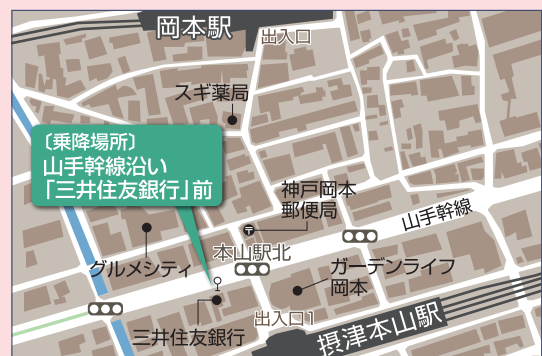 岡本駅
出入口
スギ薬局
〔乗降場所〕
山手幹線沿い
「三井住友銀行」前
神戸岡本
郵便局
山手幹線
本山駅北
グルメシティ
ガーデンライフ
岡本
三井住友銀行
出入口1
摂津本山駅